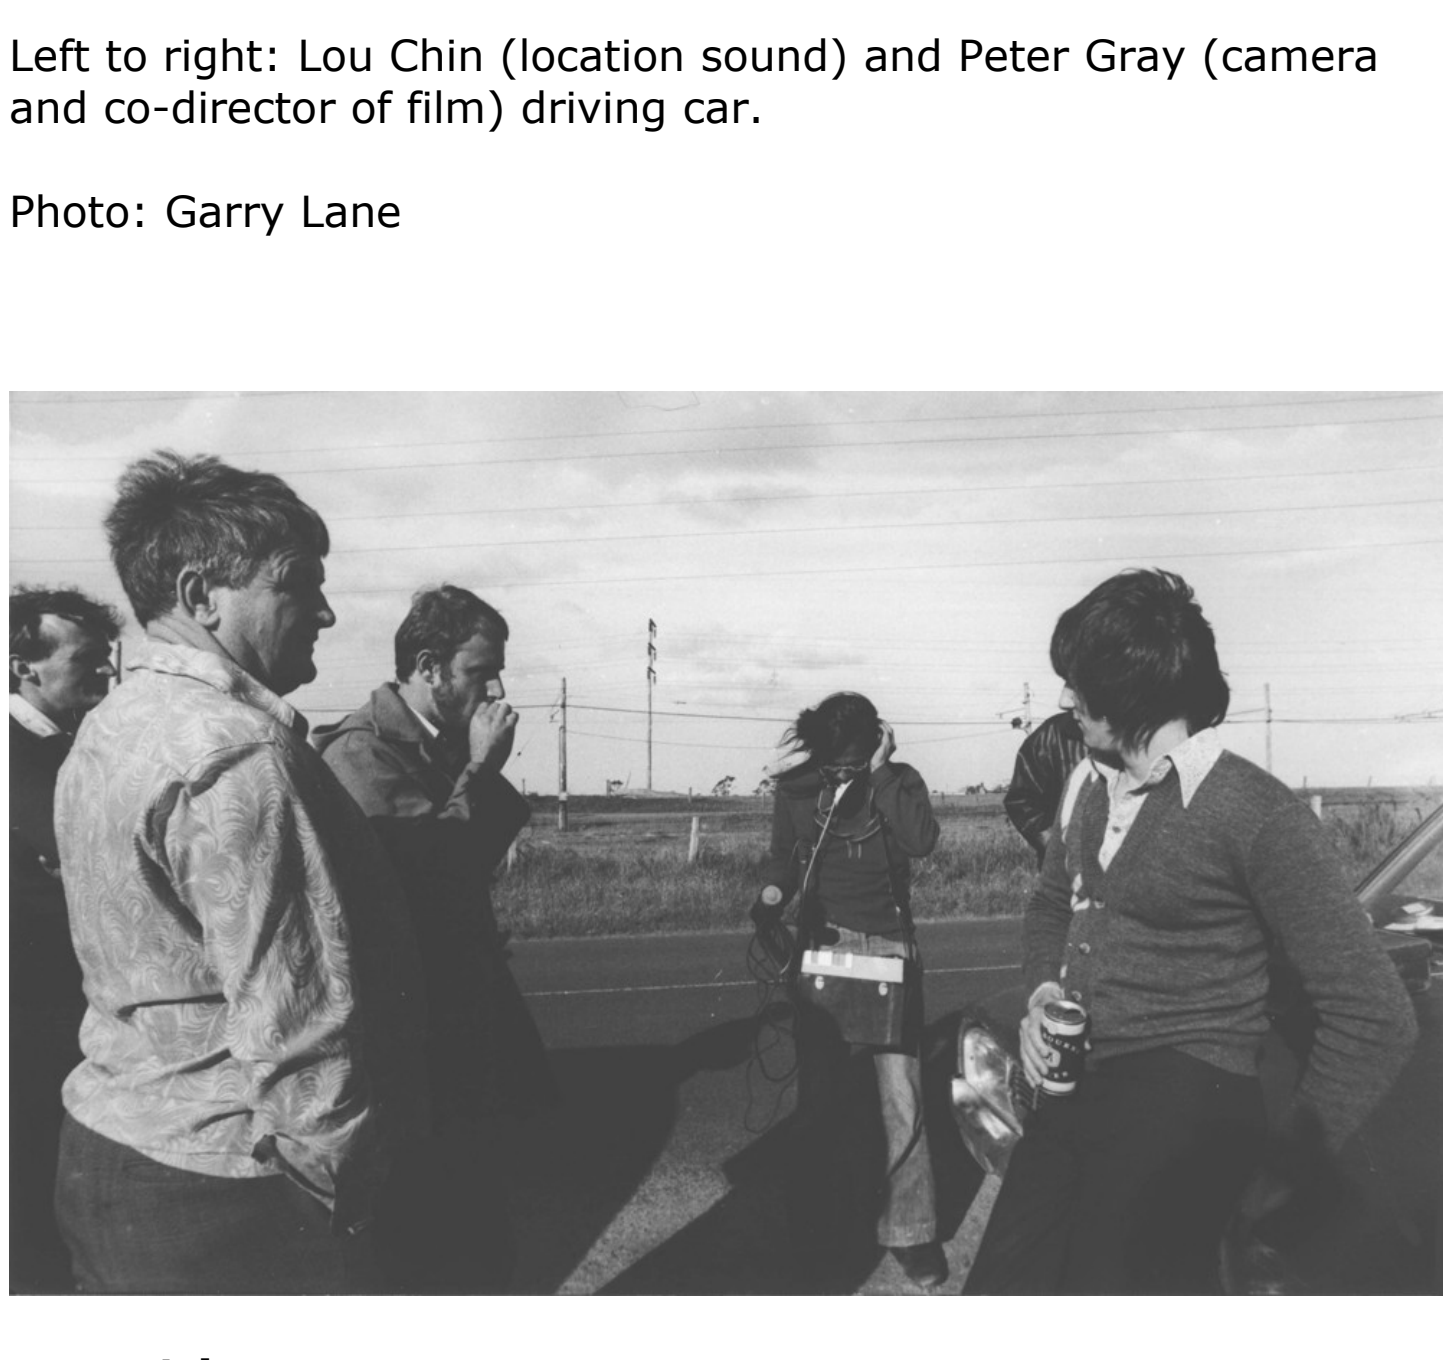 Left to right: Lou Chin (location sound) and Peter Gray (camera
and co-director of film) driving car.
Photo: Garry Lane